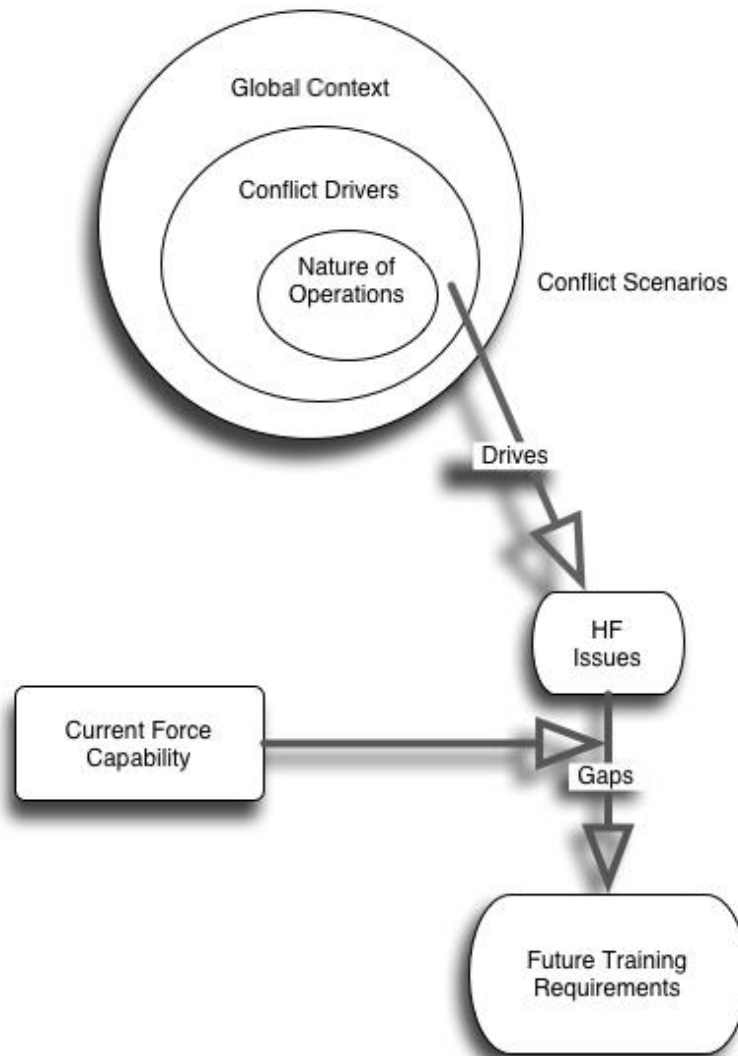 Global Context
Conflict Drivers
Nature of
Operations
Conflict Scenarios
Drives
HF
Issues
Current Force
Capability
Gaps
Future Training
Requirements